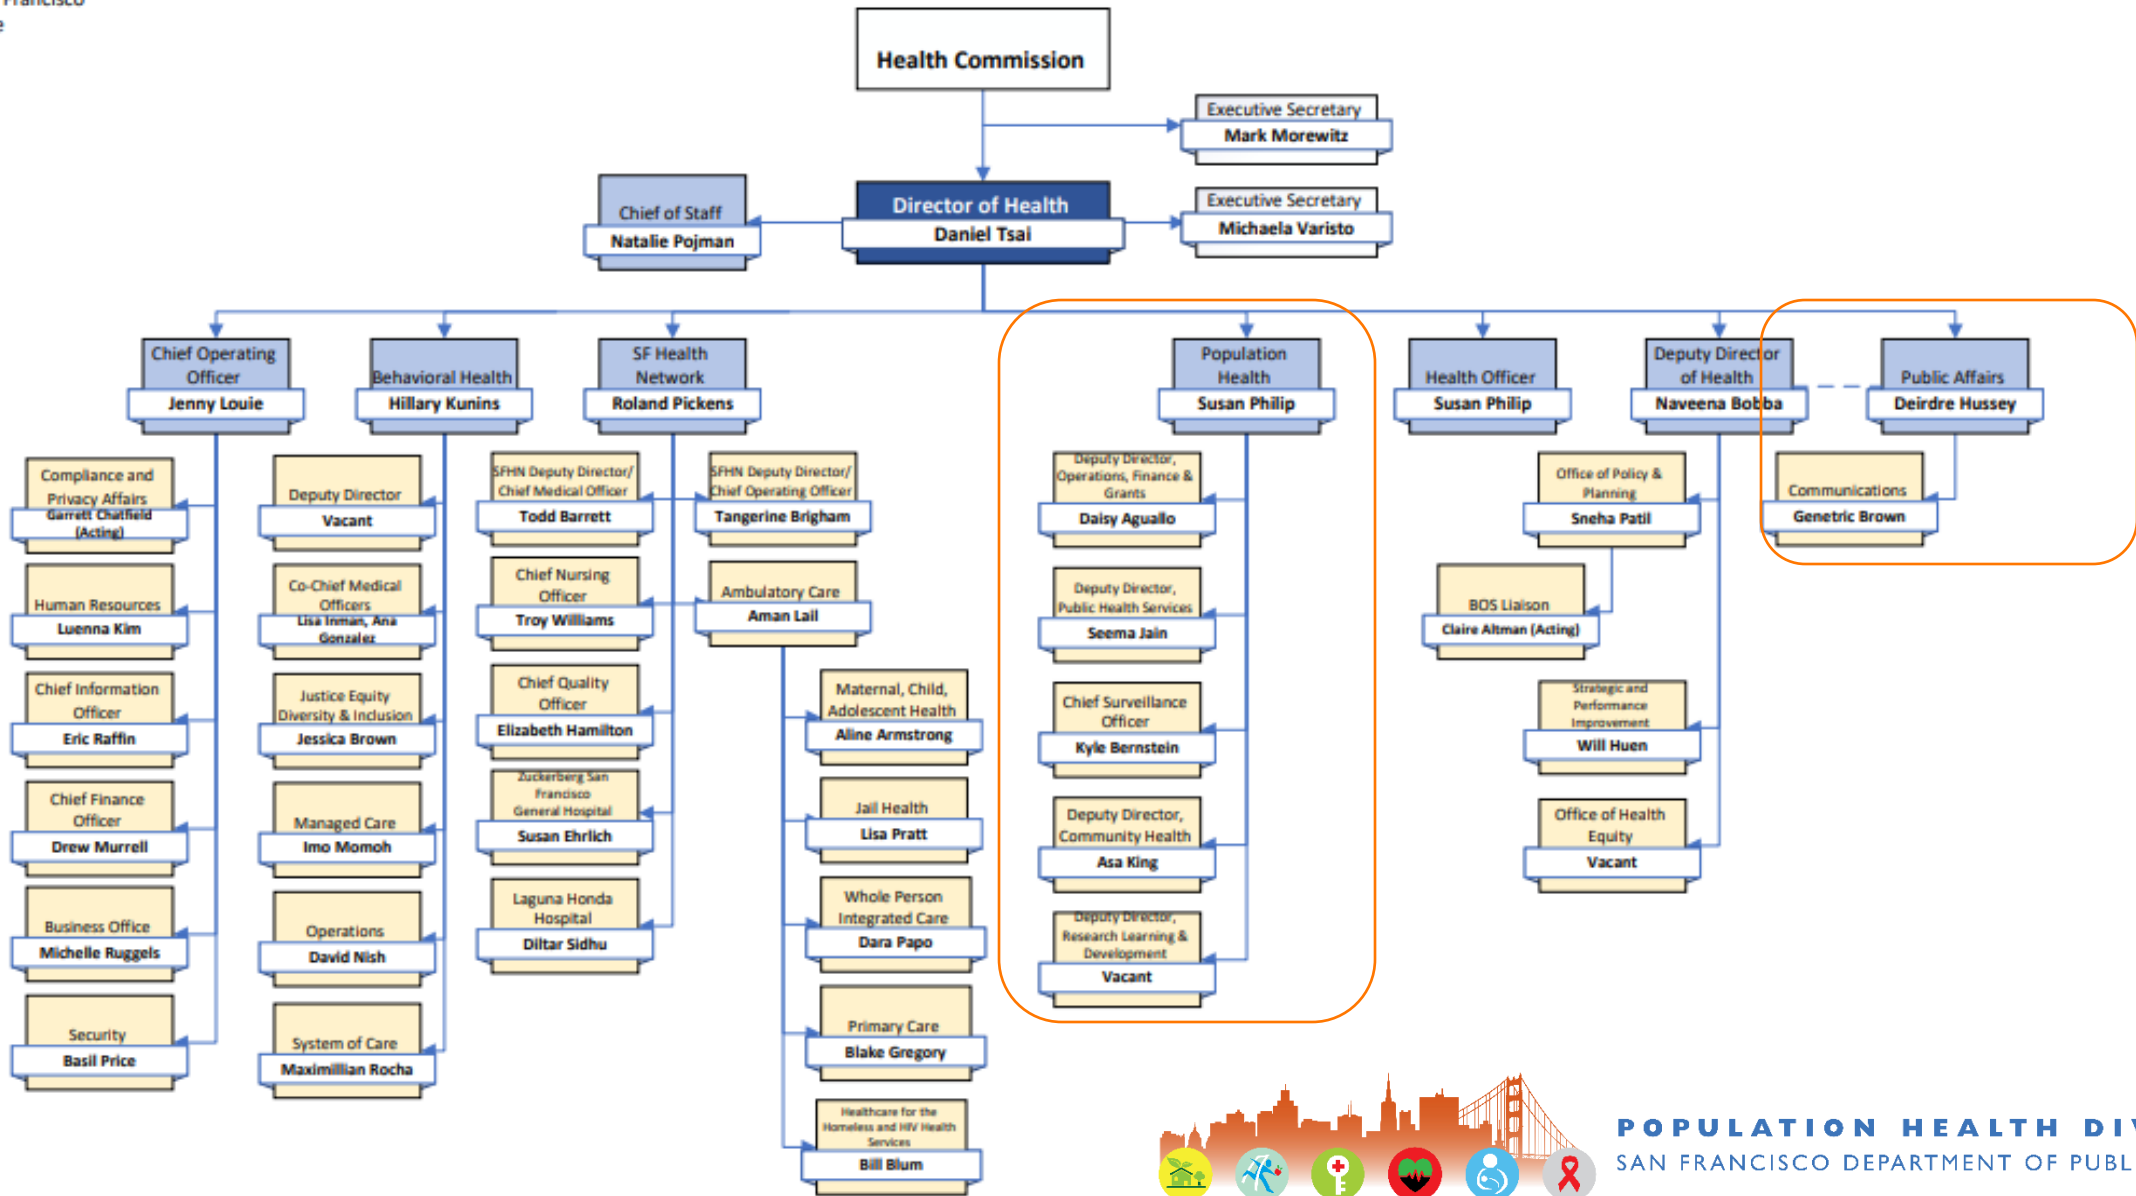 Francisco
e
Health Commission
Executive Secretary
Mark Morewitz
Chief of Staff
Natalie Pojman
Director of Health
Daniel Tsai
Executive Secretary
Michaela Varisto
Chief Operating
Officer
Jenny Louie
Behavioral Health
Hillary Kunins
SF Health
Network
Roland Pickens
Population
Health
Susan Philip
Health Officer
Susan Philip
Deputy Director
of Health
Naveena Bobba
Public Affairs
Deirdre Hussey
Compliance and
Privacy Affairs
Garrett Chatfield
(Acting)
Human Resources
Luenna Kim
Chief Information
Officer
Eric Raffin
Chief Finance
Officer
Drew Murrell
Business Office
Michelle Ruggels
Security
Basil Price
Deputy Director
Vacant
Co-Chief Medical
Officers
Lisa Inman, Ana
Gonzalez
Justice Equity
Diversity & Inclusion
Jessica Brown
Managed Care
Imo Momoh
Operations
David Nish
System of Care
Maximillian Rocha
SFHN Deputy Director/
Chief Medical Officer
Todd Barrett
Chief Nursing
Officer
Troy Williams
Chief Quality
Officer
Elizabeth Hamilton
Zuckerberg San
Francisco
General Hospital
Susan Ehrlich
Laguna Honda
Hospital
Diltar Sidhu
SFHN Deputy Director/
Chief Operating Officer
Tangerine Brigham
Ambulatory Care
Aman Lail
Maternal, Child,
Adolescent Health
Aline Armstrong
Jail Health
Lisa Pratt
Whole Person
Integrated Care
Dara Papo
Primary Care
Blake Gregory
Healthcare for the
Homeless and HIV Health
Services
Bill Blum
Deputy Director,
Operations, Finance &
Grants
Daisy Aguallo
Deputy Director,
Public Health Services
Seema Jain
Chief Surveillance
Officer
Kyle Bernstein
Deputy Director,
Community Health
Asa King
Deputy Director,
Research Learning &
Development
Vacant
Office of Policy &
Planning
Sneha Patil
BOS Liaison
Claire Altman (Acting)
Strategic and
Performance
Improvement
Will Huen
Office of Health
Equity
Vacant
Communications
Genetric Brown
POPULATION HEALTH DIV
SAN FRANCISCO DEPARTMENT OF PUBL